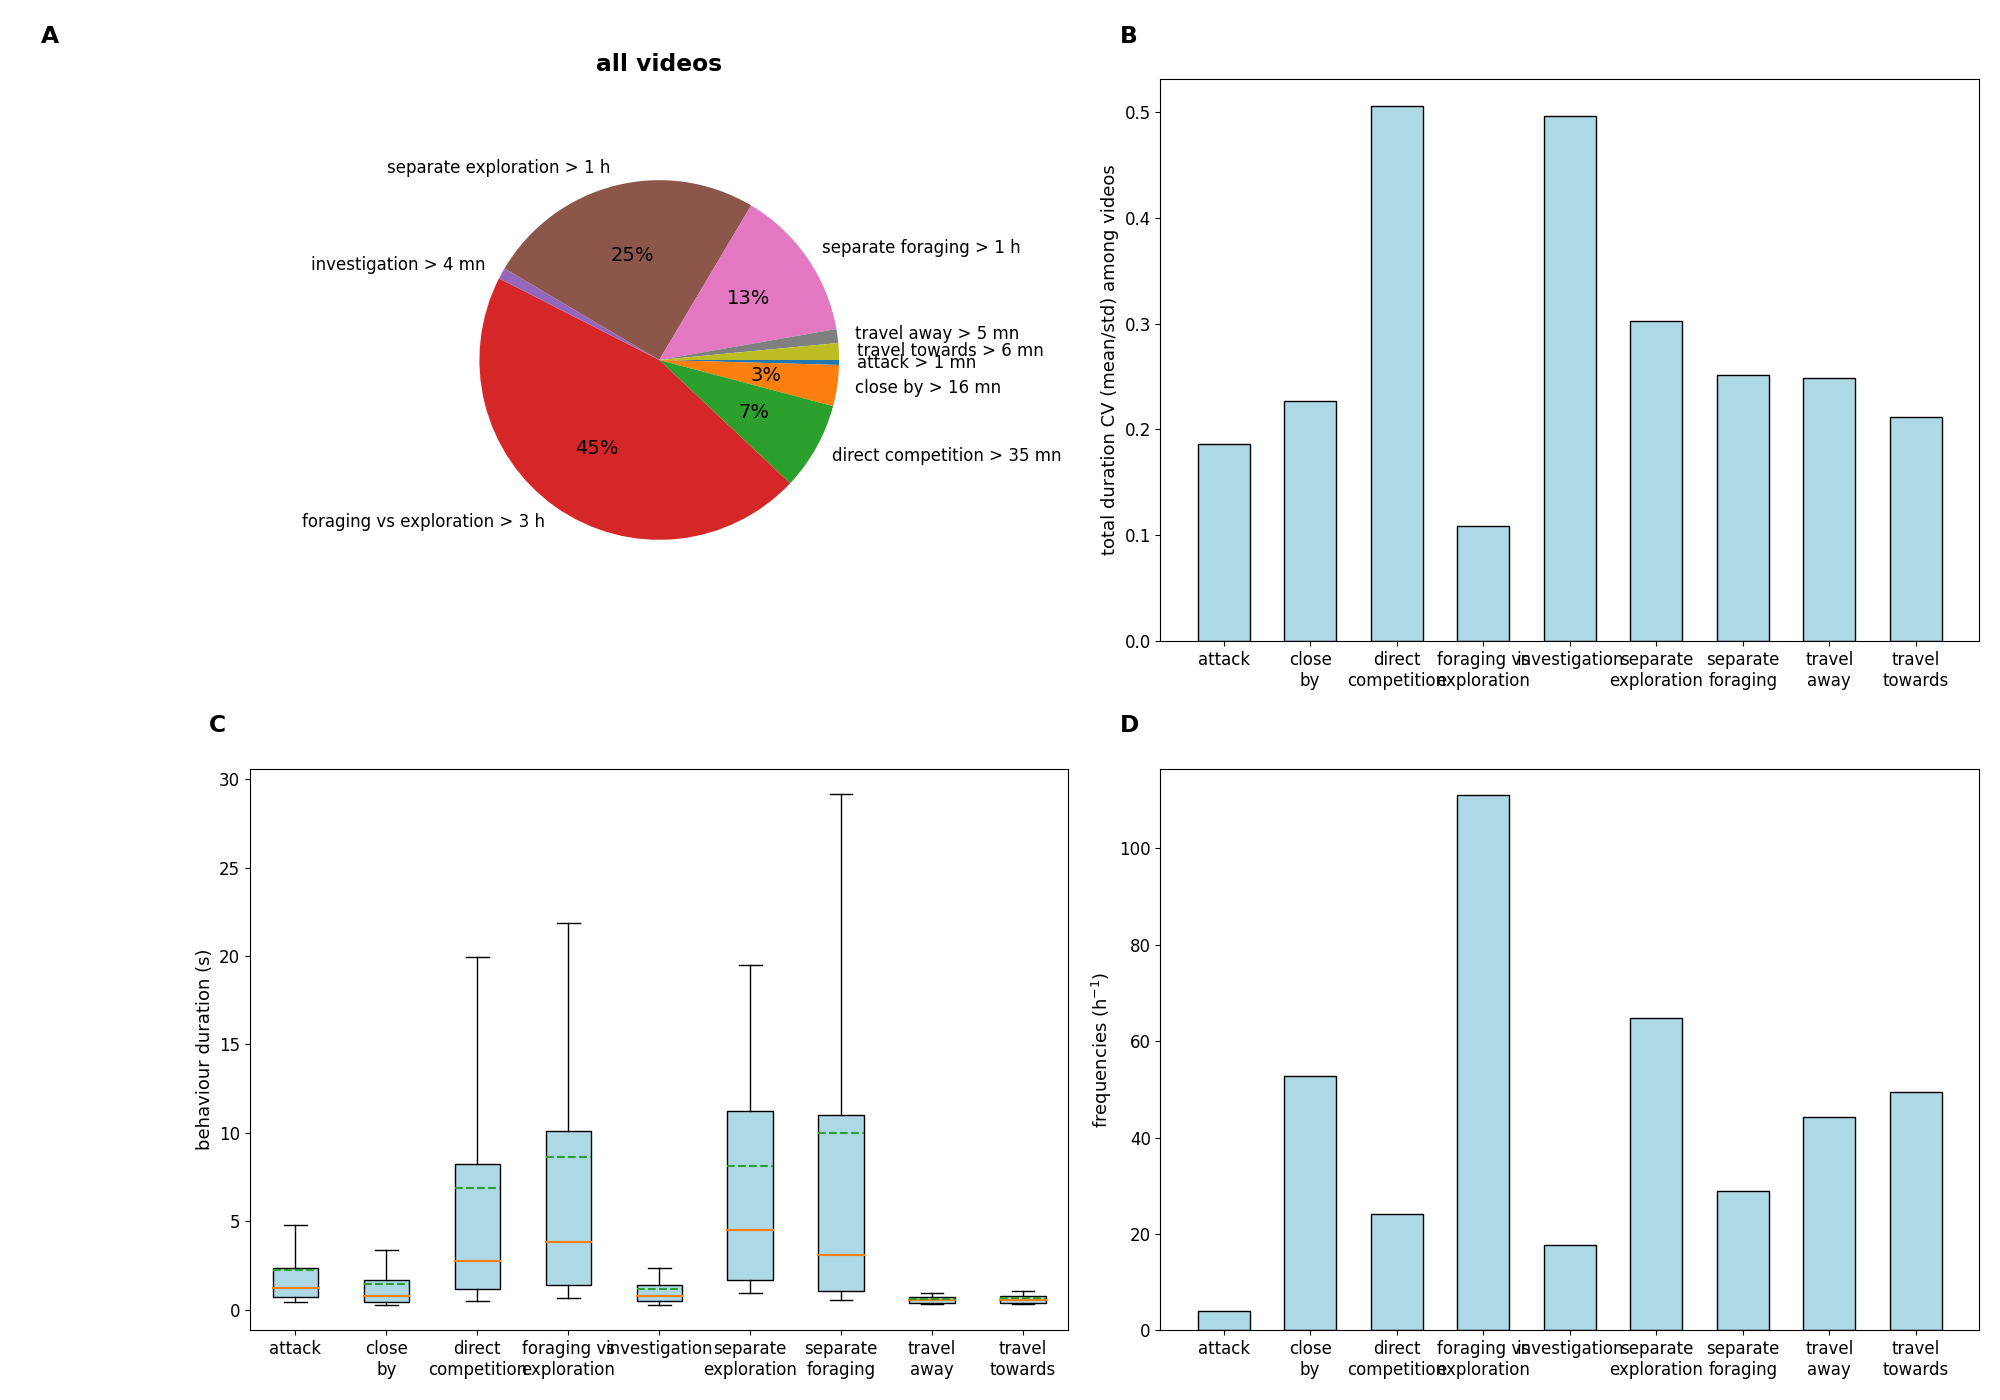 A
all videos
separate exploration > 1 h
separate foraging > 1 h
investigation > 4 mn
travel away > 5 mn
travel towards > 6 mn
attack > 1 mn
close by > 16 mn
direct competition > 35 mn
foraging vs exploration > 3 h
25%
13%
3%
7%
45%
B
total duration CV (mean/std) among videos
0.5
0.4
0.3
0.2
0.1
0.0
attack
close
by
direct
competition
foraging vs
exploration
investigation
separate
exploration
separate
foraging
travel
away
travel
towards
C
behaviour duration (s)
30
25
20
15
10
5
0
attack
close
by
direct
competition
foraging vs
exploration
investigation
separate
exploration
separate
foraging
travel
away
travel
towards
D
frequencies (h⁻¹)
100
80
60
40
20
0
attack
close
by
direct
competition
foraging vs
exploration
investigation
separate
exploration
separate
foraging
travel
away
travel
towards